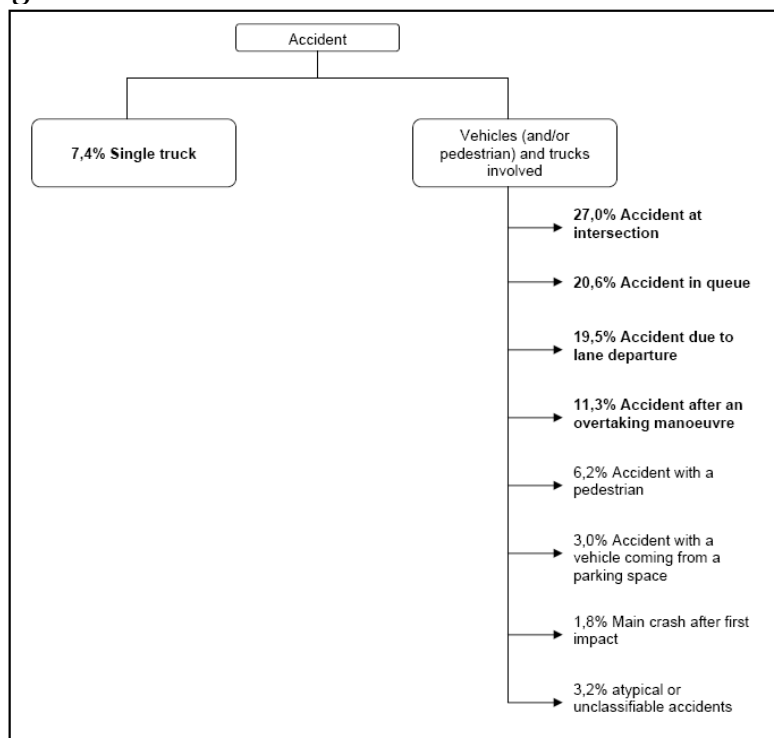 Accident
7,4% Single truck
Vehicles (and/or
pedestrian) and trucks
involved
27,0% Accident at
intersection
20,6% Accident in queue
19,5% Accident due to
lane departure
11,3% Accident after an
overtaking manoeuvre
6,2% Accident with a
pedestrian
3,0% Accident with a
vehicle coming from a
parking space
1,8% Main crash after first
impact
3,2% atypical or
unclassifiable accidents